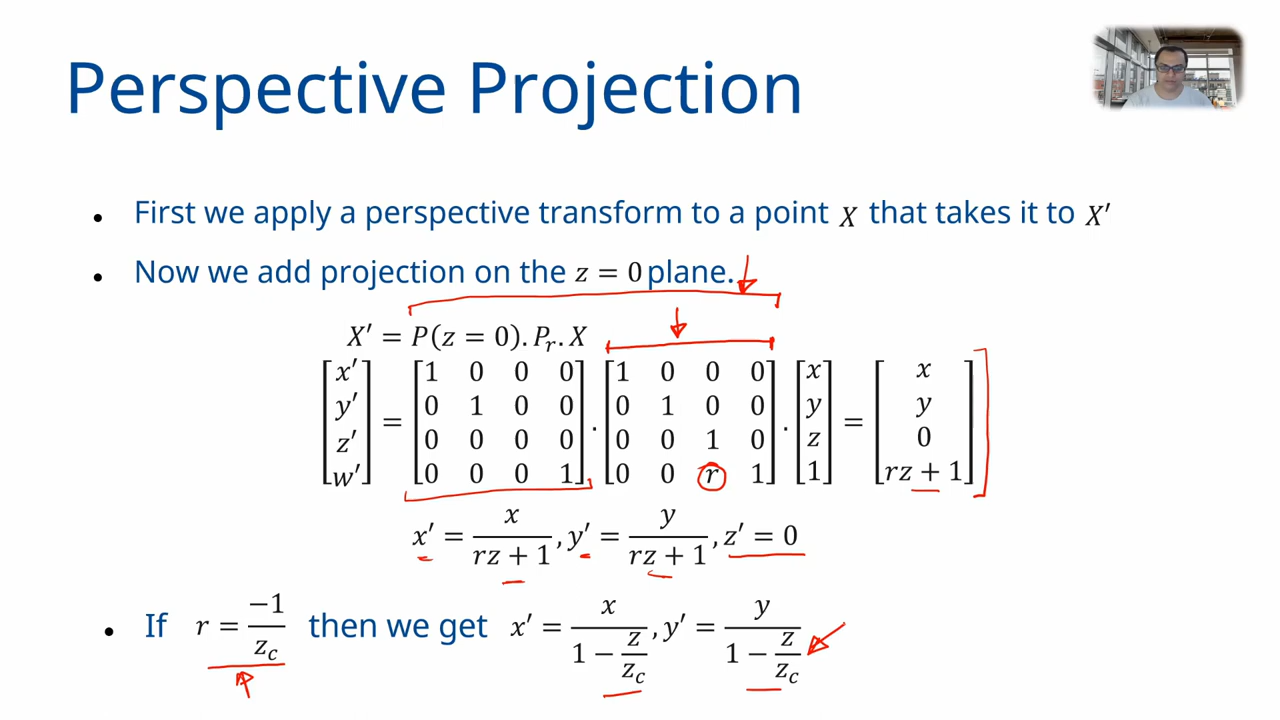 Perspective Projection
• First we apply a perspective transform to a point X that takes it to X′
• Now we add projection on the z = 0 plane.
X′ = P(z = 0). P_r. X
[x′ y′ z′ w′] = [1 0 0 0; 0 1 0 0; 0 0 0 0; 0 0 0 1] . [1 0 0 0; 0 1 0 0; 0 0 1 0; 0 0 r 1] . [x y z 1] = [x y 0 rz + 1]
x′ = x/(rz + 1), y′ = y/(rz + 1), z′ = 0
• If r = −1/z_c then we get x′ = x/(1 − z/z_c), y′ = y/(1 − z/z_c)